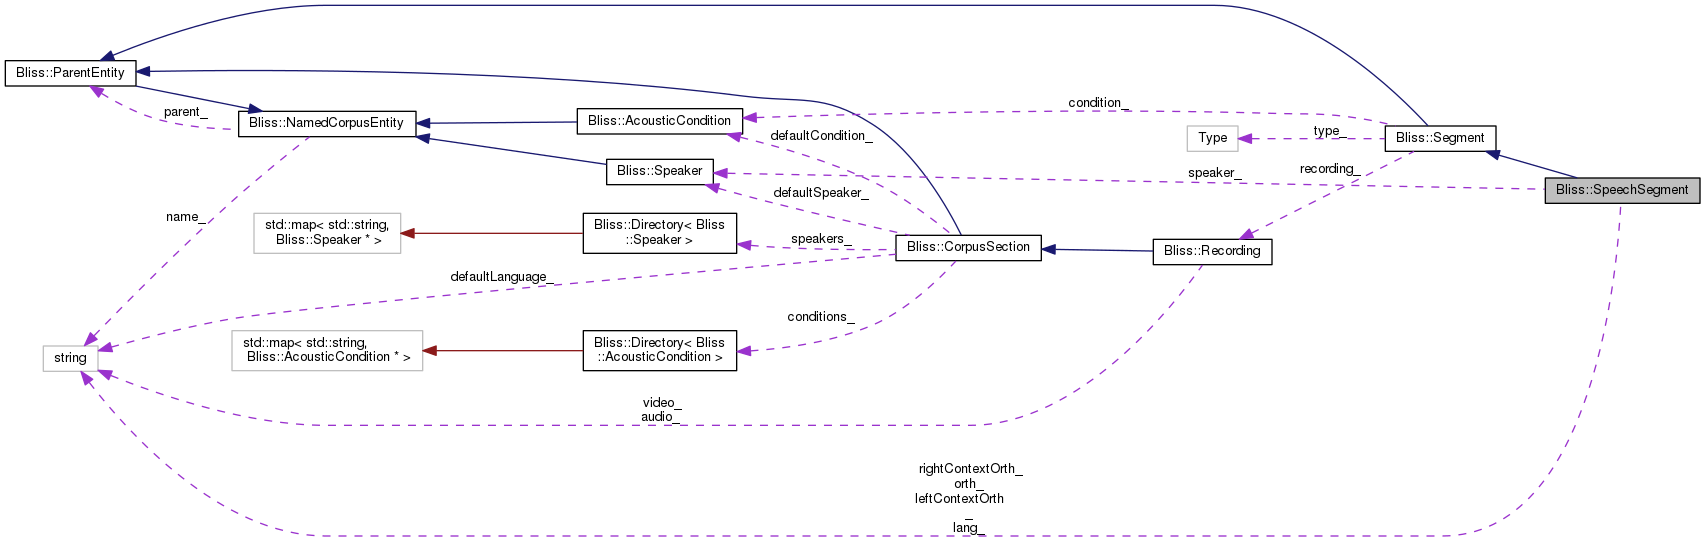 Bliss::ParentEntity
parent_
Bliss::NamedCorpusEntity
name_
string
Bliss::AcousticCondition
Bliss::Speaker
std::map< std::string,
Bliss::Speaker * >
Bliss::Directory< Bliss
::Speaker >
std::map< std::string,
Bliss::AcousticCondition * >
Bliss::Directory< Bliss
::AcousticCondition >
defaultCondition_
defaultSpeaker_
speakers_
defaultLanguage_
conditions_
Bliss::CorpusSection
condition_
Type
type_
Bliss::Segment
recording_
speaker_
Bliss::SpeechSegment
Bliss::Recording
video_
audio_
rightContextOrth_
orth_
leftContextOrth
_
lang_